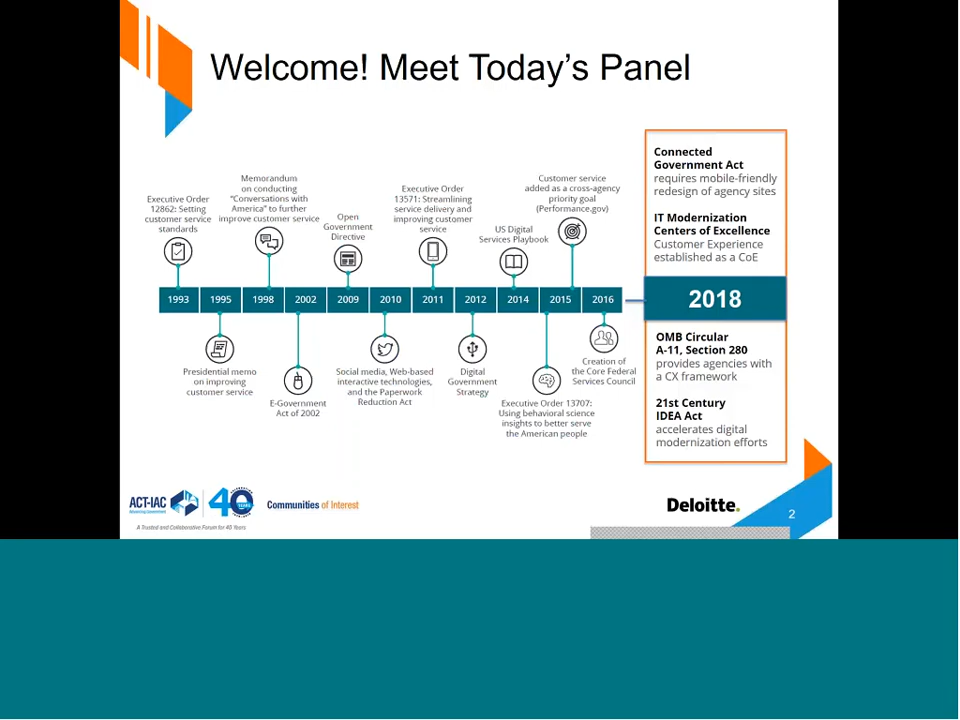 Welcome! Meet Today's Panel
Executive Order
12862: Setting
customer service
standards
Memorandum
on conducting
"Conversations with
America" to further
improve customer service
Open
Government
Directive
Executive Order
13571: Streamlining
service delivery and
improving customer
service
US Digital
Services Playbook
Customer service
added as a cross-agency
priority goal
(Performance.gov)
Connected
Government Act
requires mobile-friendly
redesign of agency sites
IT Modernization
Centers of Excellence
Customer Experience
established as a CoE
1993
1995
1998
2002
2009
2010
2011
2012
2014
2015
2016
2018
Presidential memo
on improving
customer service
E-Government
Act of 2002
Social media, Web-based
interactive technologies,
and the Paperwork
Reduction Act
Digital
Government
Strategy
Executive Order 13707:
Using behavioral science
insights to better serve
the American people
Creation of
the Core Federal
Services Council
OMB Circular
A-11, Section 280
provides agencies with
a CX framework
21st Century
IDEA Act
accelerates digital
modernization efforts
ACT-IAC
Advancing Government
40
YEARS
Communities of Interest
A Trusted and Collaborative Forum for 40 Years
Deloitte.
2